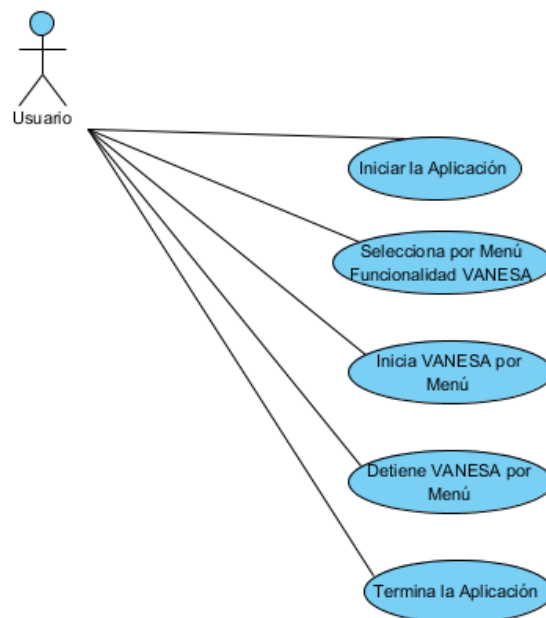 Usuario
Iniciar la Aplicación
Selecciona por Menú
Funcionalidad VANESA
Inicia VANESA por
Menú
Detiene VANESA por
Menú
Termina la Aplicación